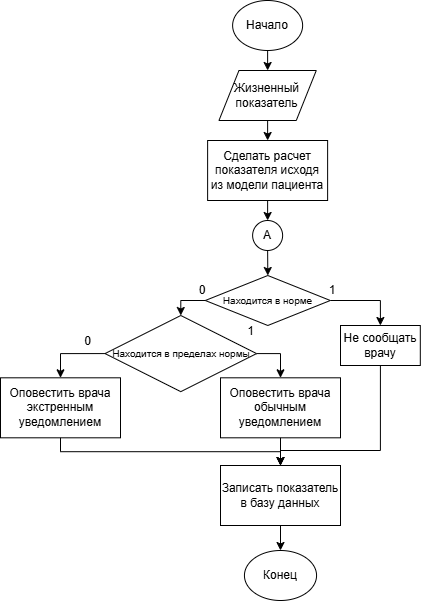 Начало
Жизненный
показатель
Сделать расчет
показателя исходя
из модели пациента
А
0
1
Находится в норме
0
1
Находится в пределах нормы
Не сообщать
врачу
Оповестить врача
экстренным
уведомлением
Оповестить врача
обычным
уведомлением
Записать показатель
в базу данных
Конец